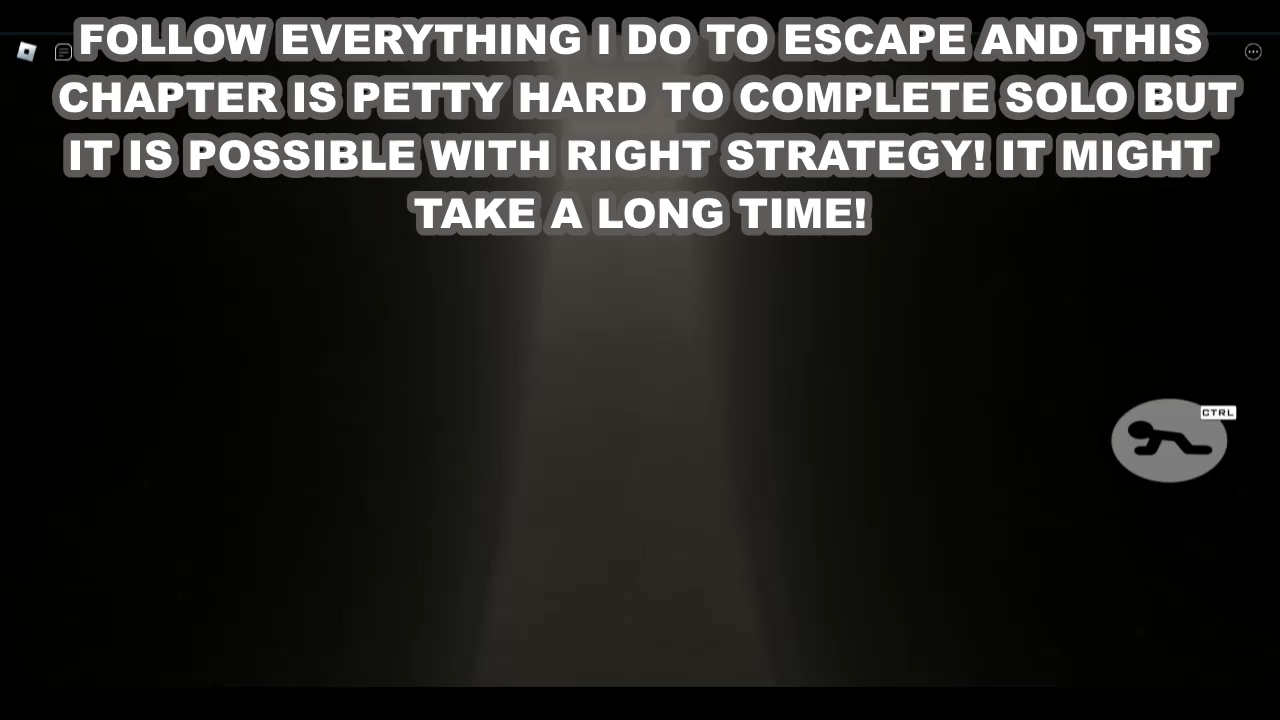 FOLLOW EVERYTHING I DO TO ESCAPE AND THIS
CHAPTER IS PETTY HARD TO COMPLETE SOLO BUT
IT IS POSSIBLE WITH RIGHT STRATEGY! IT MIGHT
TAKE A LONG TIME!
CTRL